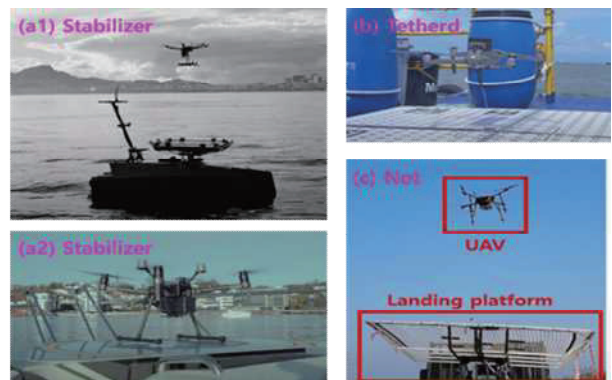 (a1) Stabilizer
(b) Tetherd
(c) Net
UAV
Landing platform
(a2) Stabilizer